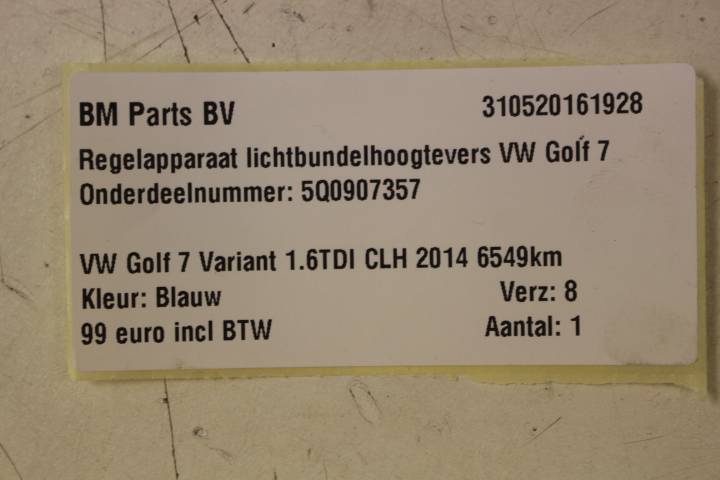 BM Parts BV 310520161928
Regelapparaat lichtbundelhoogtevers VW Golf 7
Onderdeelnummer: 5Q0907357
VW Golf 7 Variant 1.6TDI CLH 2014 6549km
Kleur: Blauw Verz: 8
99 euro incl BTW Aantal: 1